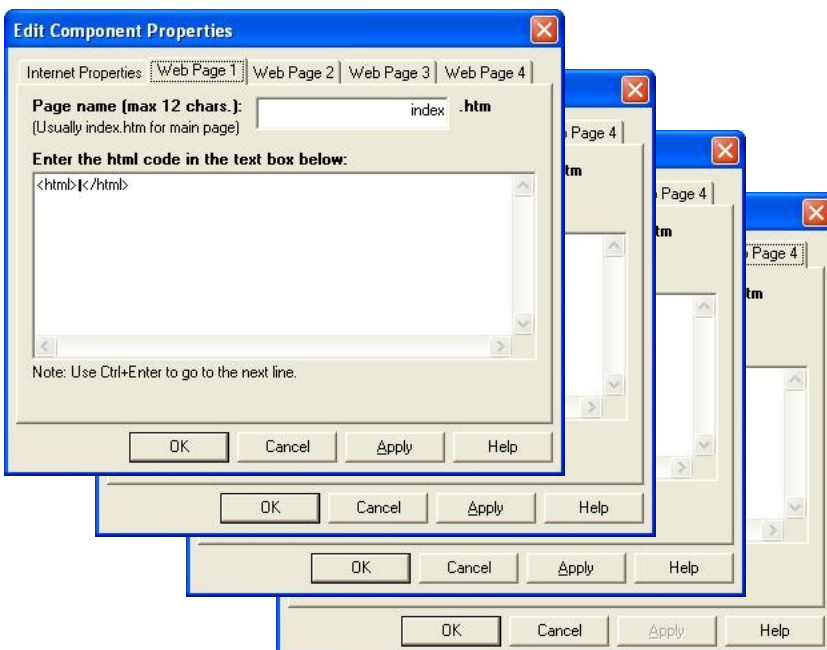 Edit Component Properties
Internet Properties Web Page 1 Web Page 2 Web Page 3 Web Page 4
Page name (max 12 chars.): index .htm
(Usually index.htm for main page)
Enter the html code in the text box below:
<html></html>
Note: Use Ctrl+Enter to go to the next line.
OK Cancel Apply Help
Page 4
tm
OK Cancel Apply Help
Page 4
tm
OK Cancel Apply Help
Page 4
tm
OK Cancel Apply Help